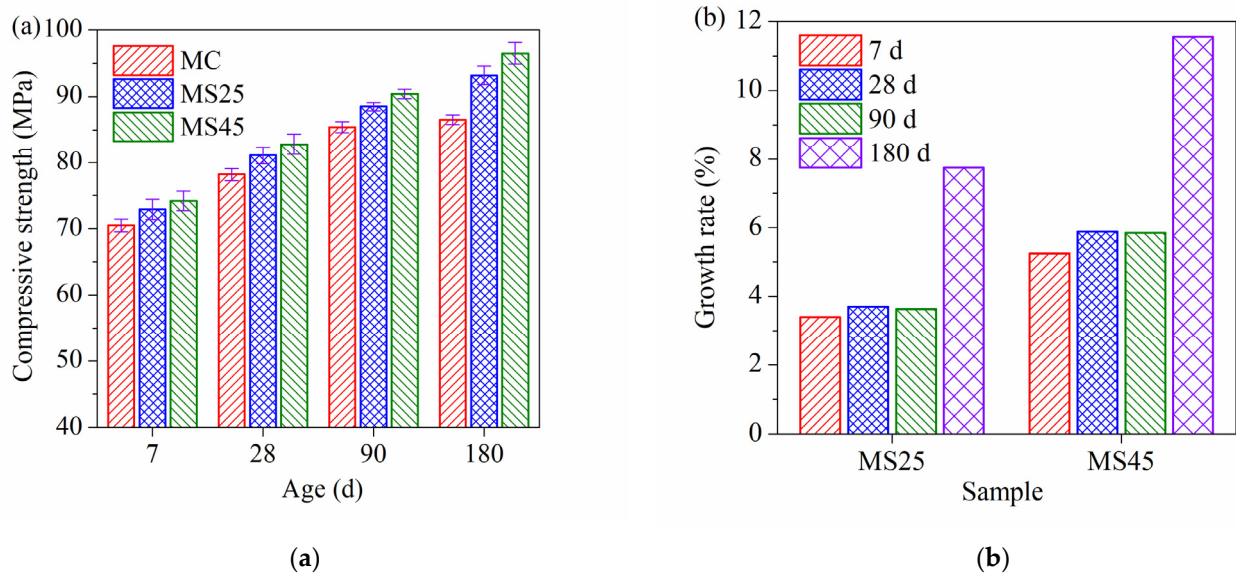 (a)
100
90
80
70
60
50
40
Compressive strength (MPa)
MC
MS25
MS45
7 28 90 180
Age (d)
(a)
(b)
12
10
8
6
4
2
0
Growth rate (%)
7 d
28 d
90 d
180 d
MS25 MS45
Sample
(b)